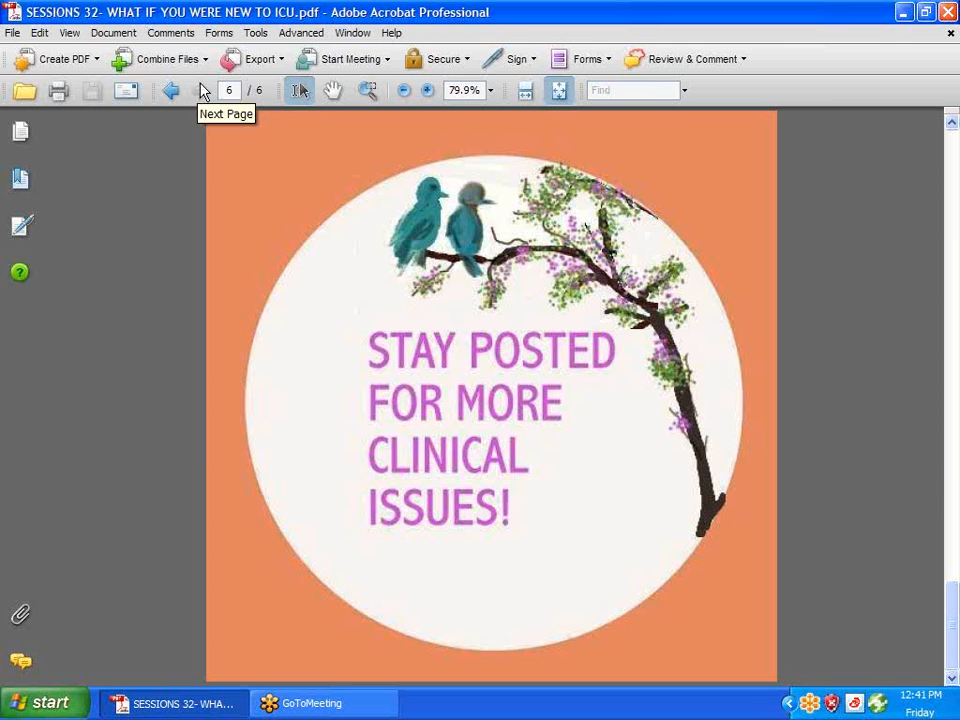 SESSIONS 32- WHAT IF YOU WERE NEW TO ICU.pdf - Adobe Acrobat Professional
File Edit View Document Comments Forms Tools Advanced Window Help
Create PDF Combine Files Export Start Meeting Secure Sign Forms Review & Comment
6 / 6 79.9% Find
Next Page
STAY POSTED
FOR MORE
CLINICAL
ISSUES!
start SESSIONS 32- WHA... GoToMeeting 12:41 PM
Friday